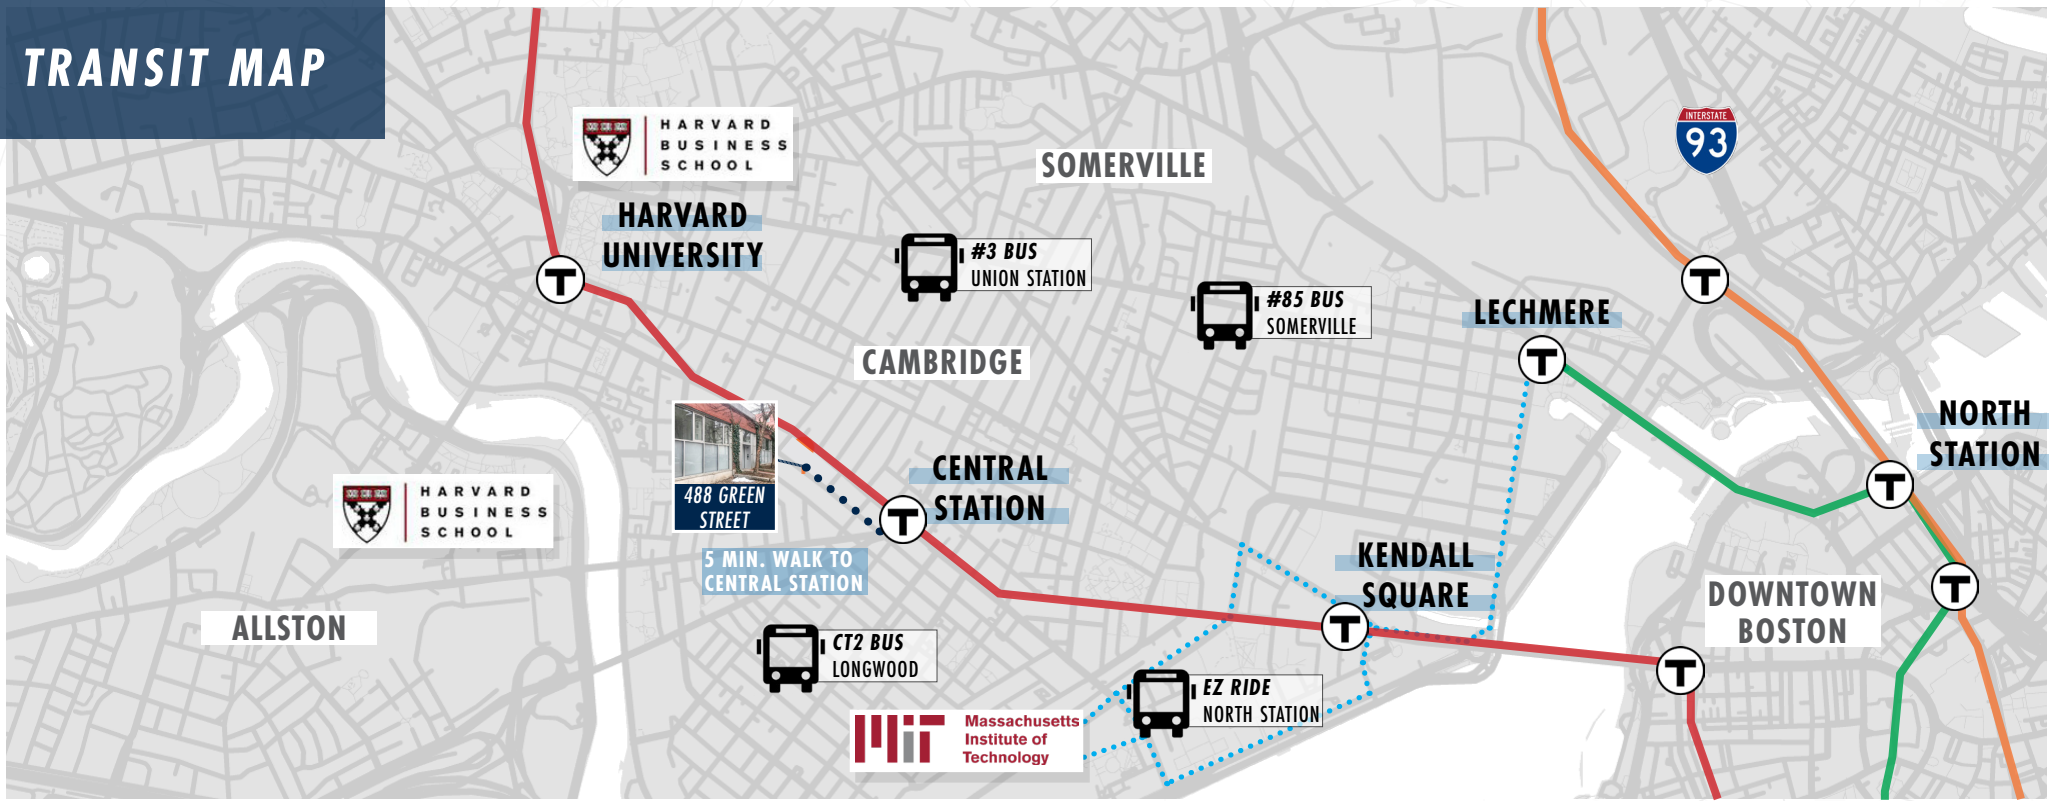 TRANSIT MAP
HARVARD
BUSINESS
SCHOOL
HARVARD
UNIVERSITY
SOMERVILLE
INTERSTATE
93
#3 BUS
UNION STATION
#85 BUS
SOMERVILLE
LECHMERE
T
T
T
CAMBRIDGE
NORTH
STATION
T
488 GREEN
STREET
CENTRAL
STATION
T
HARVARD
BUSINESS
SCHOOL
5 MIN. WALK TO
CENTRAL STATION
KENDALL
SQUARE
T
DOWNTOWN
BOSTON
T
T
ALLSTON
CT2 BUS
LONGWOOD
EZ RIDE
NORTH STATION
MIT
Massachusetts
Institute of
Technology